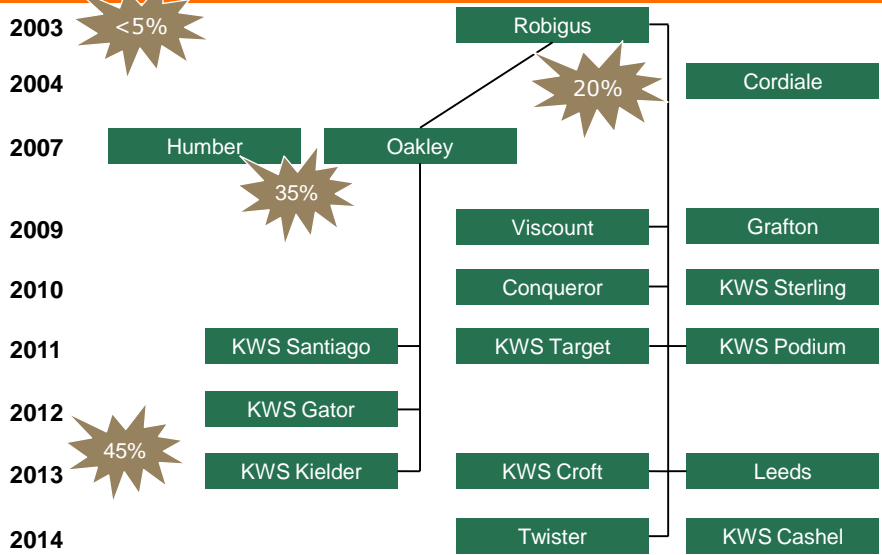 2003
<5%
Robigus
2004
20%
Cordiale
2007
Humber
Oakley
35%
2009
Viscount
Grafton
2010
Conqueror
KWS Sterling
2011
KWS Santiago
KWS Target
KWS Podium
2012
KWS Gator
45%
2013
KWS Kielder
KWS Croft
Leeds
2014
Twister
KWS Cashel